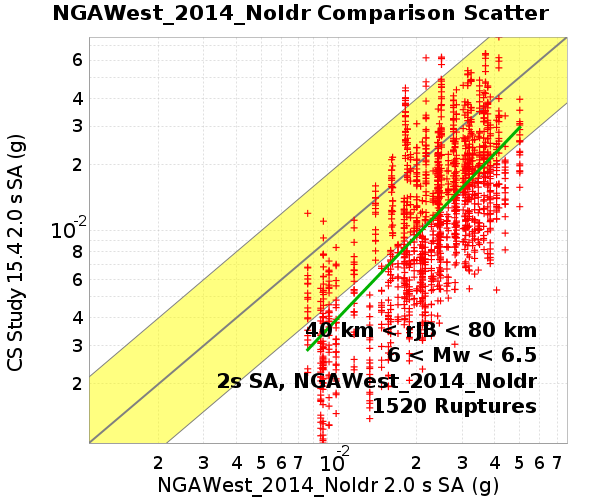 NGAWest_2014_NoIdr Comparison Scatter
6
4
3
2
10-2
8
6
4
3
2
CS Study 15.4 2.0 s SA (g)
40 km < rJB < 80 km
6 < Mw < 6.5
2s SA, NGAWest_2014_NoIdr
1520 Ruptures
2 3 4 5 6 7 10-2 2 3 4 5 6 7
NGAWest_2014_NoIdr 2.0 s SA (g)